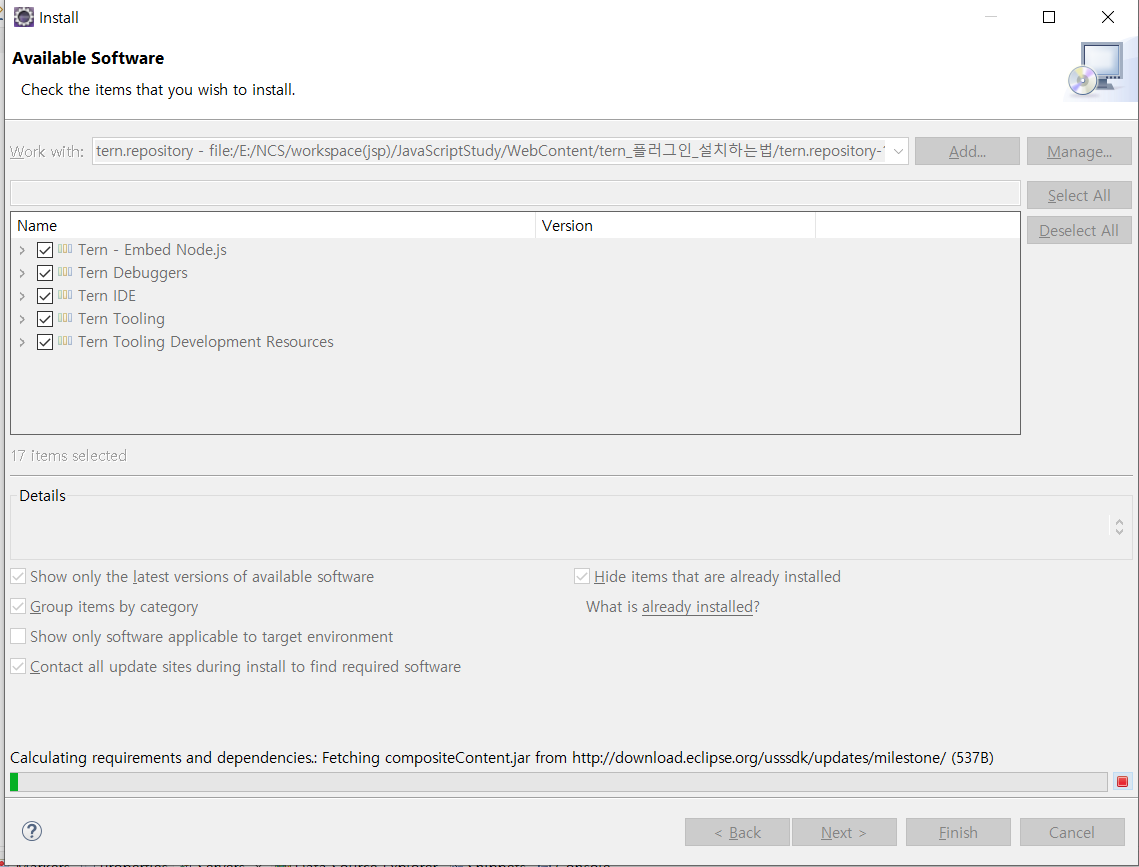 Install
Available Software
Check the items that you wish to install.
Work with: tern.repository - file:/E:/NCS/workspace(jsp)/JavaScriptStudy/WebContent/tern_플러그인_설치하는법/tern.repository-
Add...
Manage...
Select All
Deselect All
Name Version
Tern - Embed Node.js
Tern Debuggers
Tern IDE
Tern Tooling
Tern Tooling Development Resources
17 items selected
Details
Show only the latest versions of available software
Hide items that are already installed
Group items by category
What is already installed?
Show only software applicable to target environment
Contact all update sites during install to find required software
Calculating requirements and dependencies.: Fetching compositeContent.jar from http://download.eclipse.org/usssdk/updates/milestone/ (537B)
< Back
Next >
Finish
Cancel